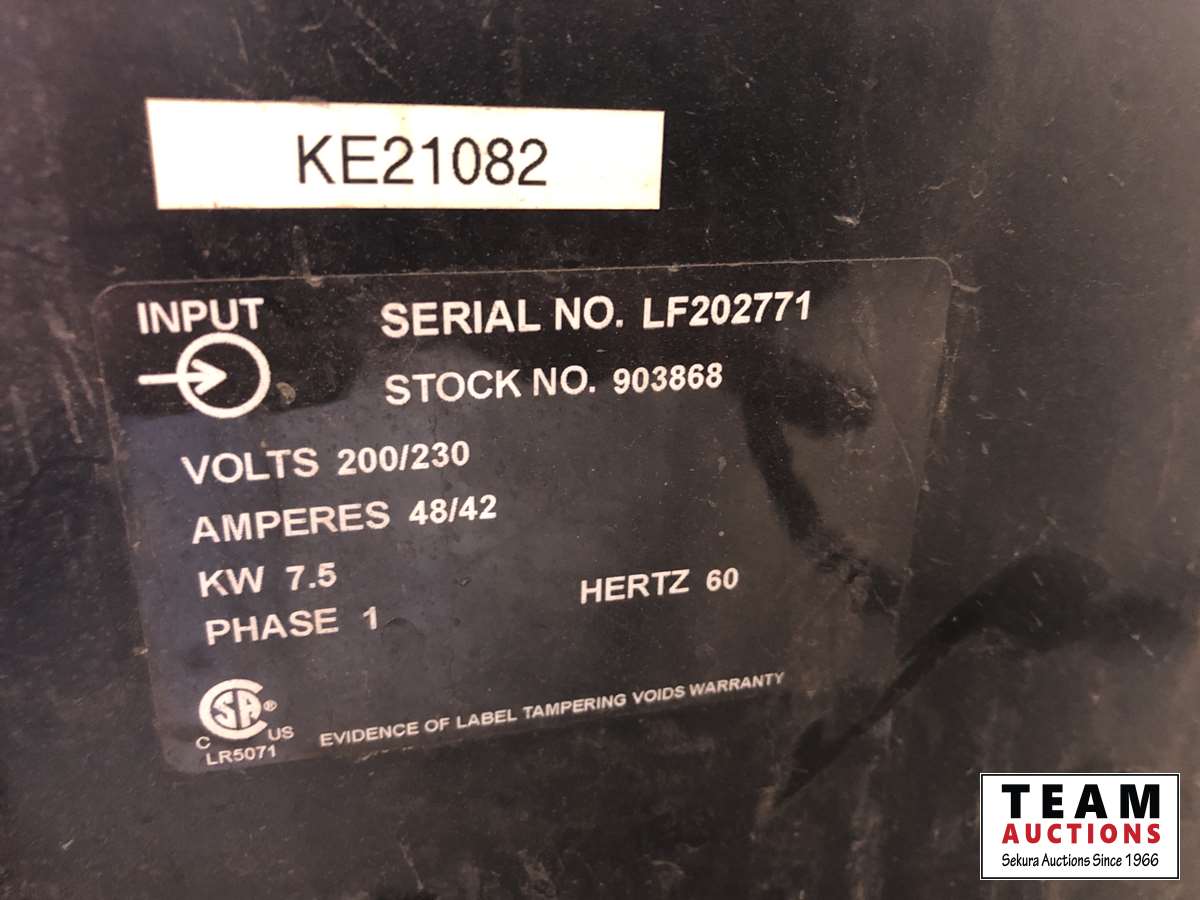 KE21082
INPUT
SERIAL NO. LF202771
STOCK NO. 903868
VOLTS 200/230
AMPERES 48/42
KW 7.5
HERTZ 60
PHASE 1
CSA®
C US
LR5071
EVIDENCE OF LABEL TAMPERING VOIDS WARRANTY
TEAM
AUCTIONS
Sekura Auctions Since 1966